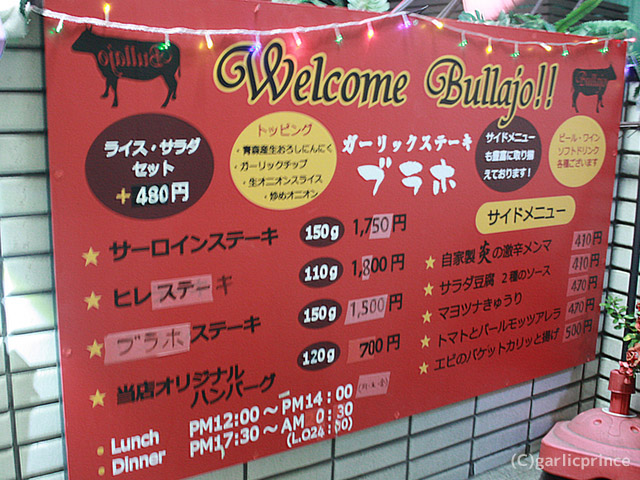 Bullajo
Welcome Bullajo!!
Bullajo
ライス・サラダ
セット
+480円
トッピング
・青森産生おろしにんにく
・ガーリックチップ
・生オニオンスライス
・炒めオニオン
ガーリックステーキ
ブラホ
サイドメニュー
も豊富に取り揃
えております!
ビール・ワイン
ソフトドリンク
各種ございます
★ サーロインステーキ 150g 1,750円
★ ヒレステーキ 110g 1,800円
★ ブラホステーキ 150g 1,500円
★ 当店オリジナル
ハンバーグ 120g 700円
サイドメニュー
★ 自家製炎の激辛メンマ 410円
★ サラダ豆腐 2種のソース 410円
★ マヨツナきゅうり 470円
★ トマトとパールモッツアレラ 470円
★ エビのバゲットカリッと揚げ 500円
・Lunch PM12:00〜PM14:00
・Dinner PM17:30〜AM 0:30
(L.O24:00)
(C)garlicprince